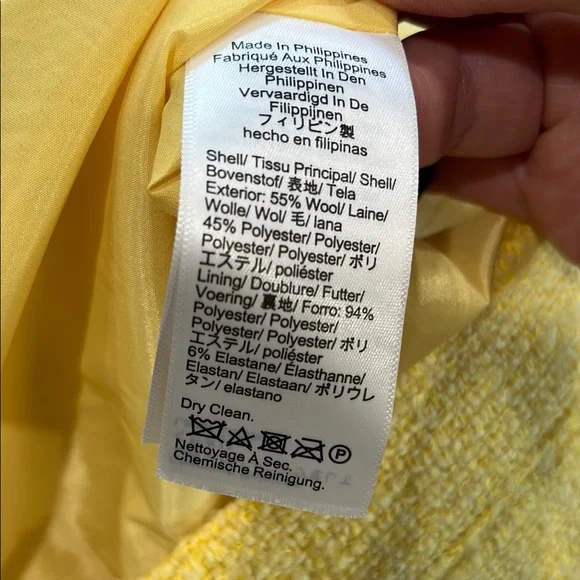 Made In Philippines
Fabriqué Aux Philippines
Hergestellt In Den
Philippinen
Vervaardigd In De
Filippijnen
フィリピン製
hecho en filipinas
Shell/ Tissu Principal/ Shell/
Bovenstof/ 表地/ Tela
Exterior: 55% Wool/ Laine/
Wolle/ Wol/ 毛/ lana
45% Polyester/ Polyester/
Polyester/ Polyester/ ポリ
エステル/ poliéster
Lining/ Doublure/ Futter/
Voering/ 裏地/ Forro: 94%
Polyester/ Polyester/
Polyester/ Polyester/ ポリ
エステル/ poliéster
6% Elastane/ Élasthanne/
Elastan/ Elastaan/ ポリウレ
タン/ elastano
Dry Clean.
P
Nettoyage À Sec.
Chemische Reinigung.